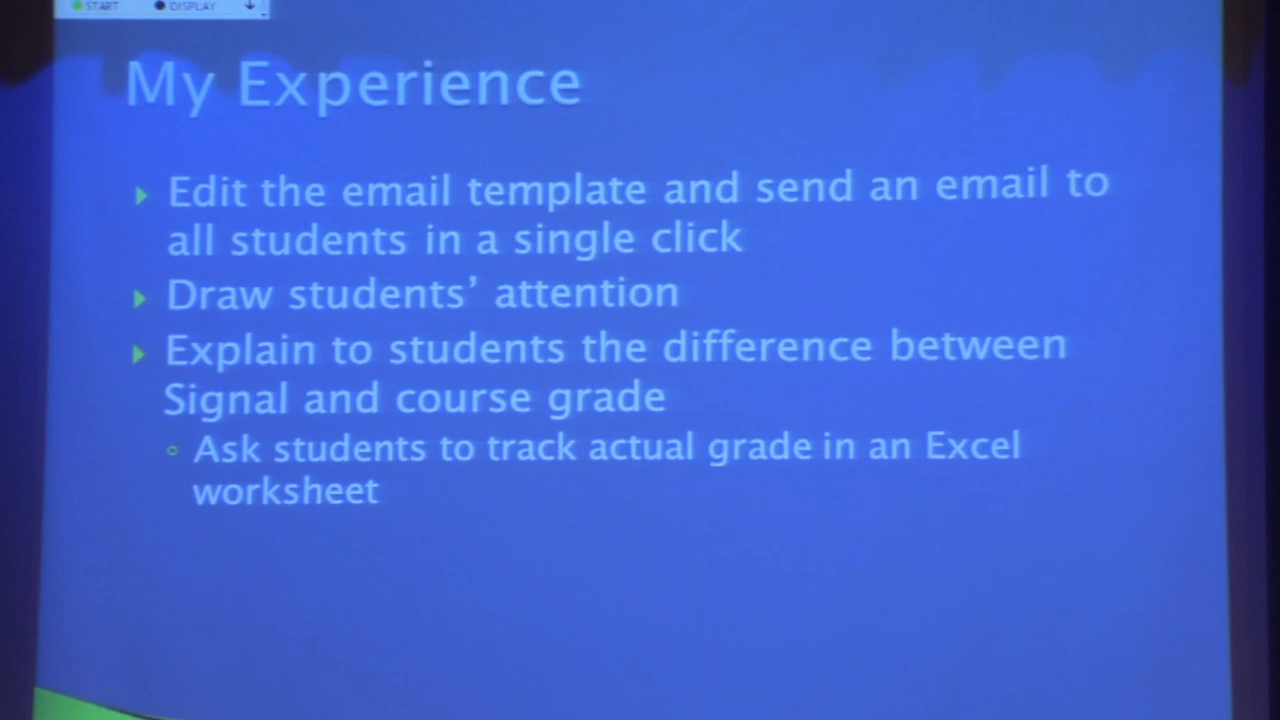 START DISPLAY
My Experience
Edit the email template and send an email to
all students in a single click
Draw students’ attention
Explain to students the difference between
Signal and course grade
Ask students to track actual grade in an Excel
worksheet